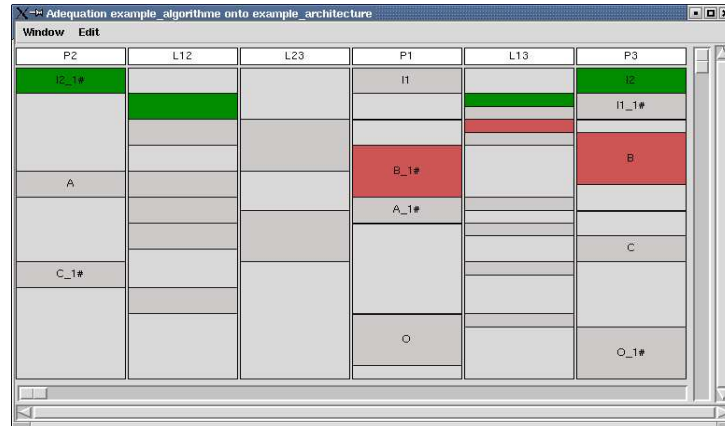 Adequation example_algorithme onto example_architecture
Window Edit
P2 L12 L23 P1 L13 P3
I2_1# I1 I2
I1_1#
B
B_1#
A
A_1#
C
C_1#
O
O_1#